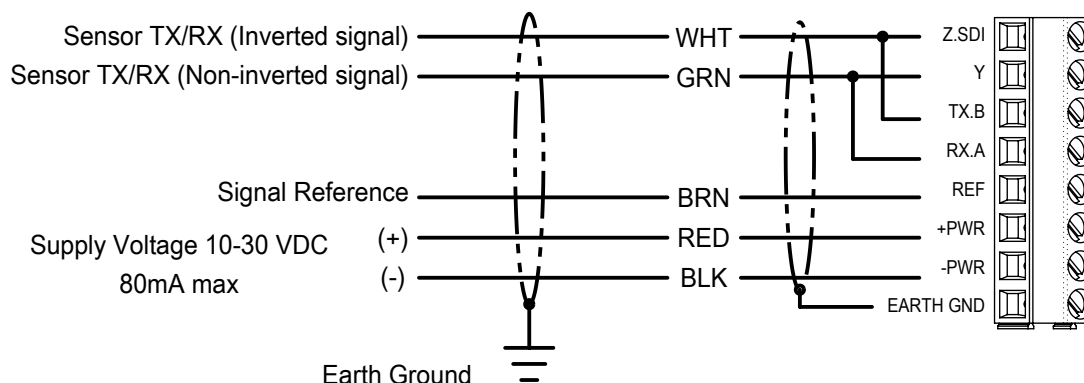 Sensor TX/RX (Inverted signal) WHT Z.SDI
Sensor TX/RX (Non-inverted signal) GRN Y
TX.B
RX.A
Signal Reference BRN REF
Supply Voltage 10-30 VDC (+) RED +PWR
80mA max (-) BLK -PWR
EARTH GND
Earth Ground